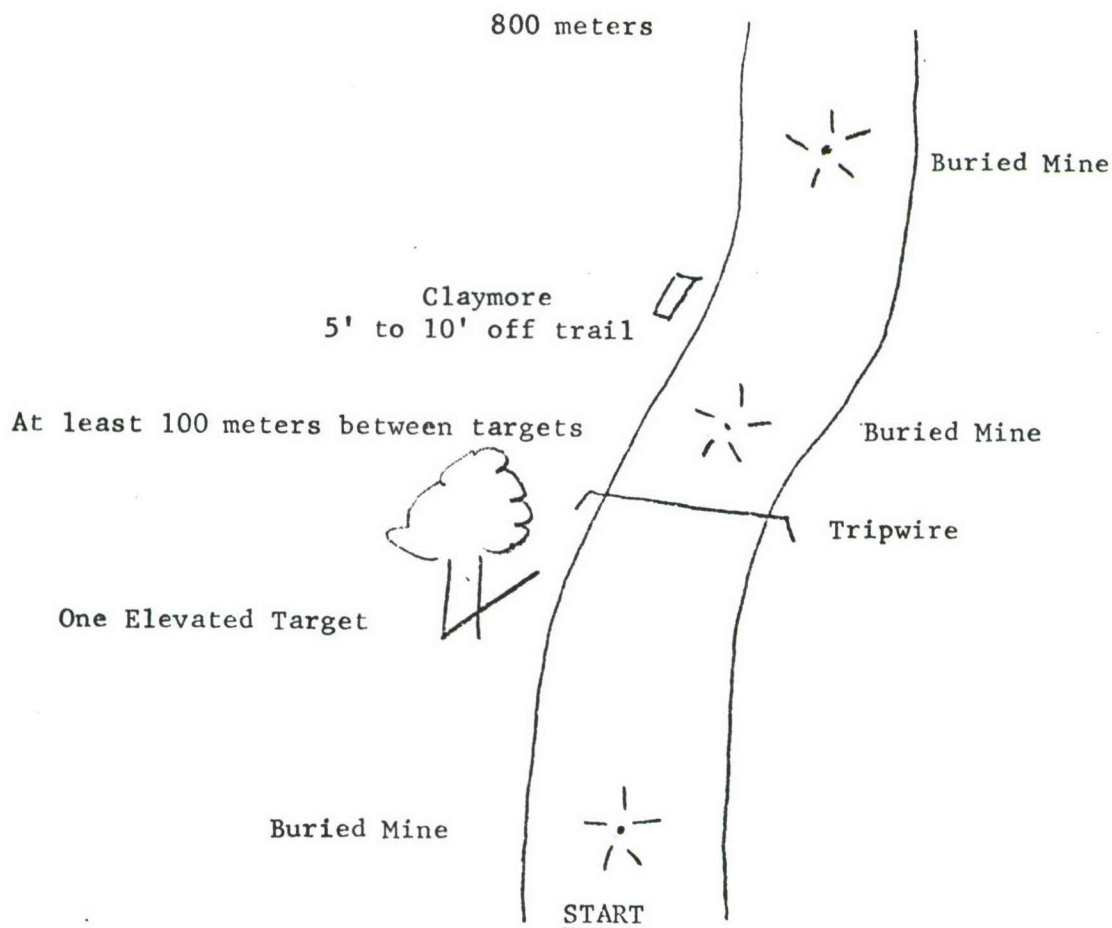 800 meters
Buried Mine
Claymore
5' to 10' off trail
At least 100 meters between targets
Buried Mine
Tripwire
One Elevated Target
Buried Mine
START